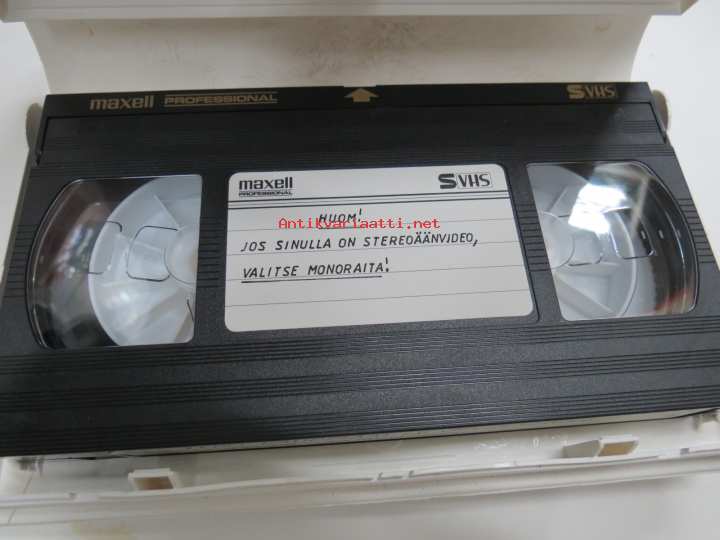 maxell PROFESSIONAL
S VHS
maxell
PROFESSIONAL
S VHS
HUOM!
Antikvariaatti.net
JOS SINULLA ON STEREOÄÄNVIDEO,
VALITSE MONORAITA!